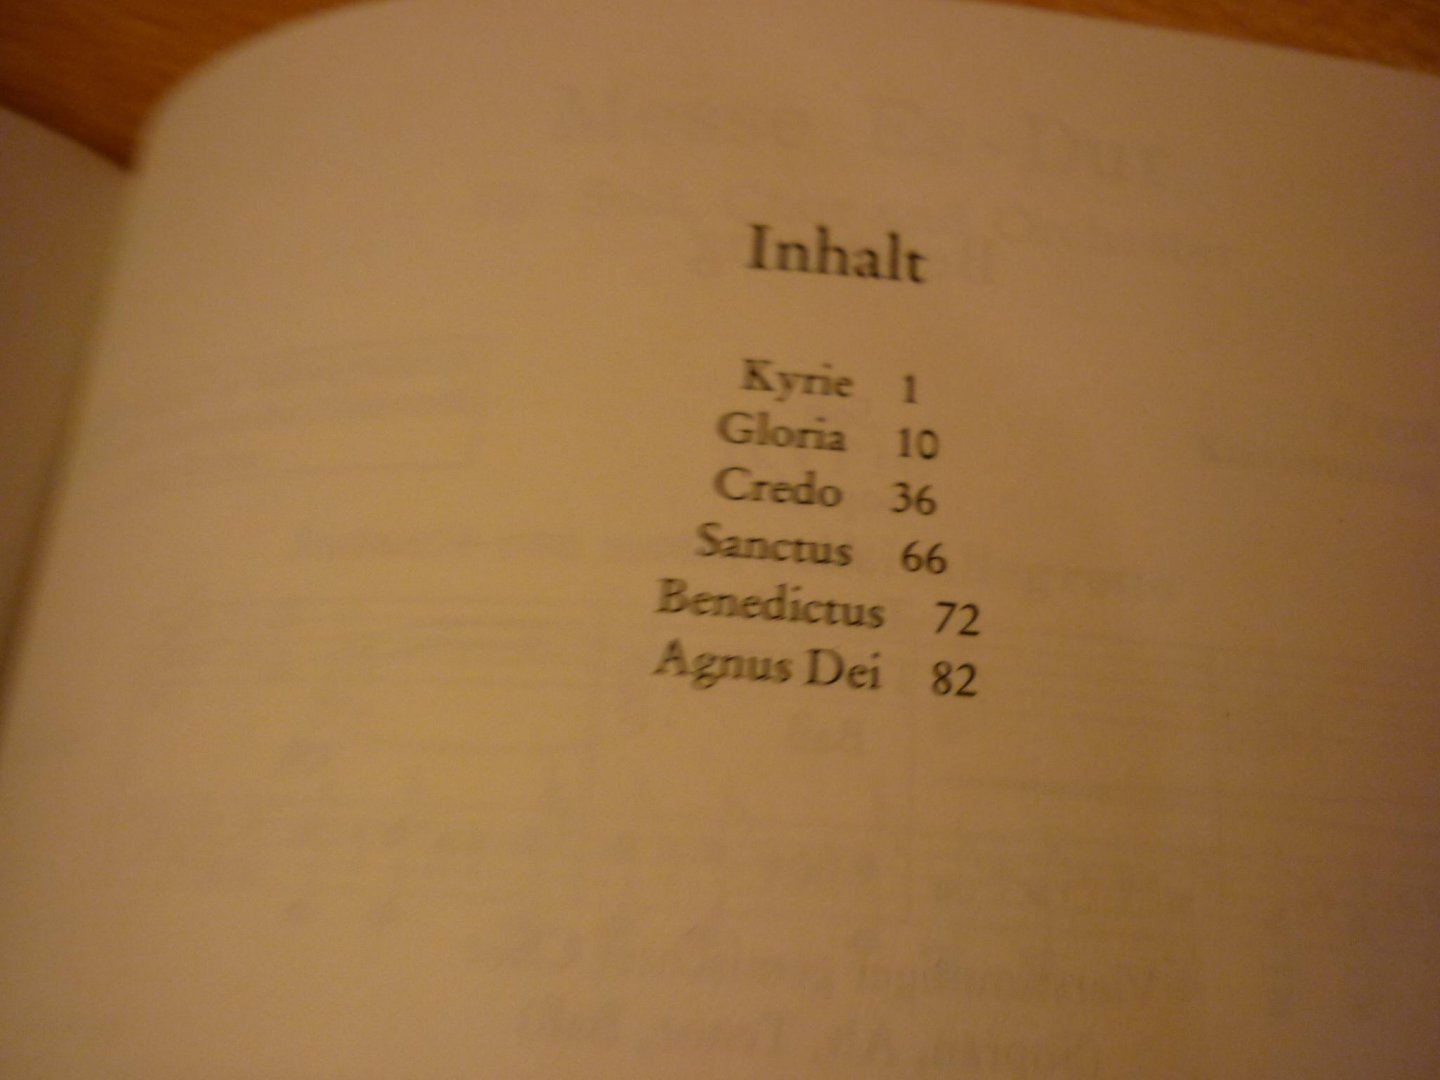 Inhalt
Kyrie 1
Gloria 10
Credo 36
Sanctus 66
Benedictus 72
Agnus Dei 82